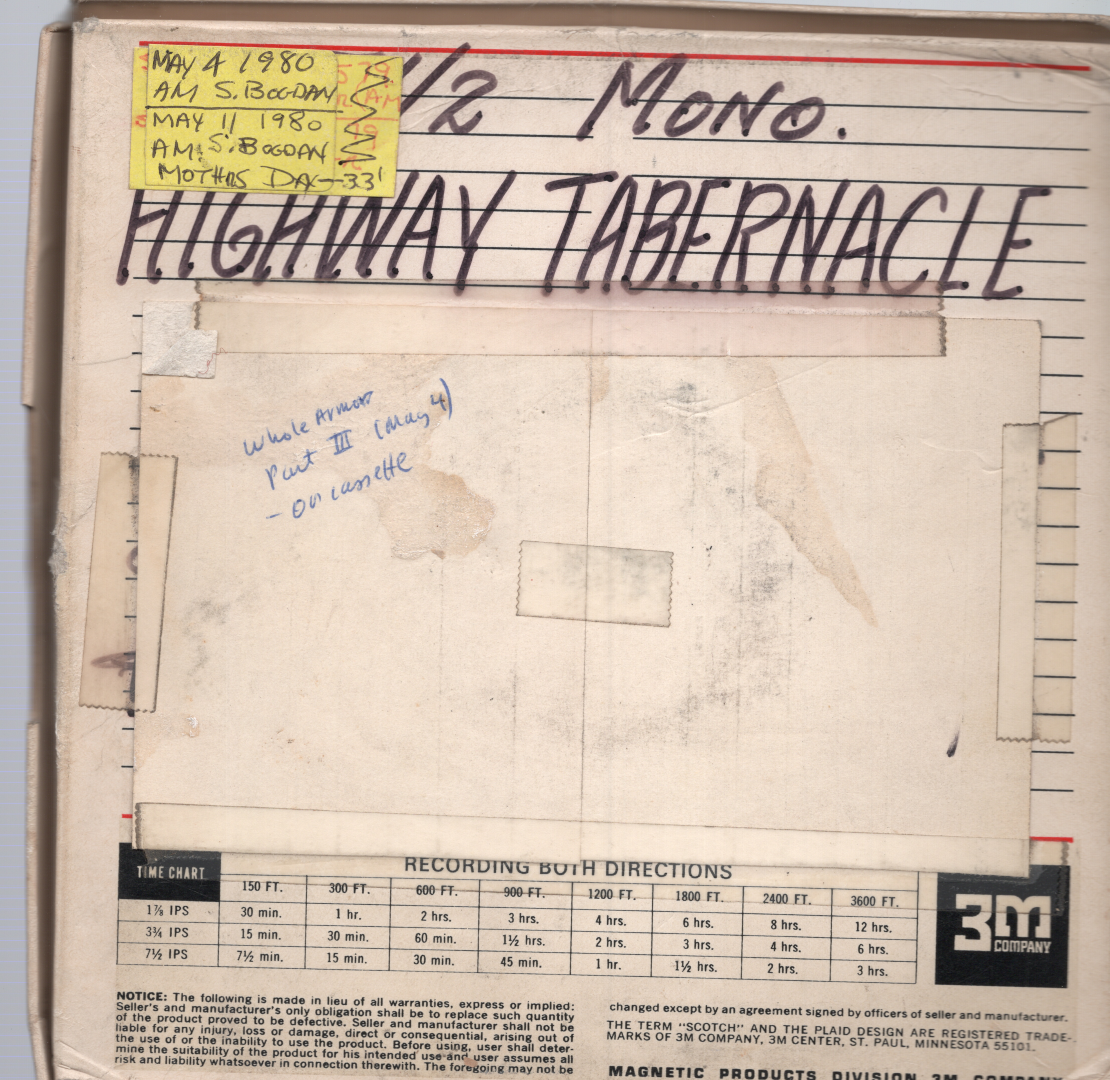 MAY 4 1980
AM S. BOGDAN
MAY 11 1980
AM S. BOGDAN
MOTHRS DAY — 33'
1/2 MONO.
HIGHWAY TABERNACLE
Whole Armor
Part III (May 4)
- On cassette
RECORDING BOTH DIRECTIONS
TIME CHART 150 FT. 300 FT. 600 FT. 900 FT. 1200 FT. 1800 FT. 2400 FT. 3600 FT.
1⅞ IPS 30 min. 1 hr. 2 hrs. 3 hrs. 4 hrs. 6 hrs. 8 hrs. 12 hrs.
3¾ IPS 15 min. 30 min. 60 min. 1½ hrs. 2 hrs. 3 hrs. 4 hrs. 6 hrs.
7½ IPS 7½ min. 15 min. 30 min. 45 min. 1 hr. 1½ hrs. 2 hrs. 3 hrs.
3M
COMPANY
NOTICE: The following is made in lieu of all warranties, express or implied:
Seller's and manufacturer's only obligation shall be to replace such quantity
of the product proved to be defective. Seller and manufacturer shall not be
liable for any injury, loss or damage, direct or consequential, arising out of
the use of or the inability to use the product. Before using, user shall deter-
mine the suitability of the product for his intended use and user assumes all
risk and liability whatsoever in connection therewith. The foregoing may not be
changed except by an agreement signed by officers of seller and manufacturer.
THE TERM "SCOTCH" AND THE PLAID DESIGN ARE REGISTERED TRADE-
MARKS OF 3M COMPANY, 3M CENTER, ST. PAUL, MINNESOTA 55101.
MAGNETIC PRODUCTS DIVISION 3M COMPANY